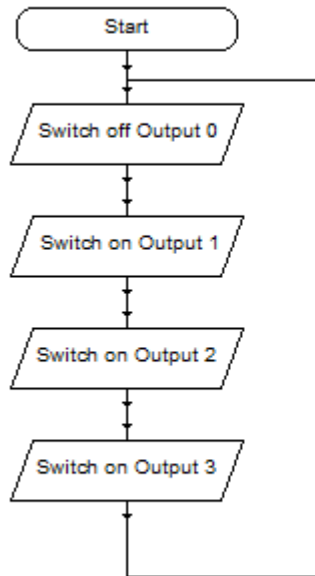 Start
Switch off Output 0
Switch on Output 1
Switch on Output 2
Switch on Output 3